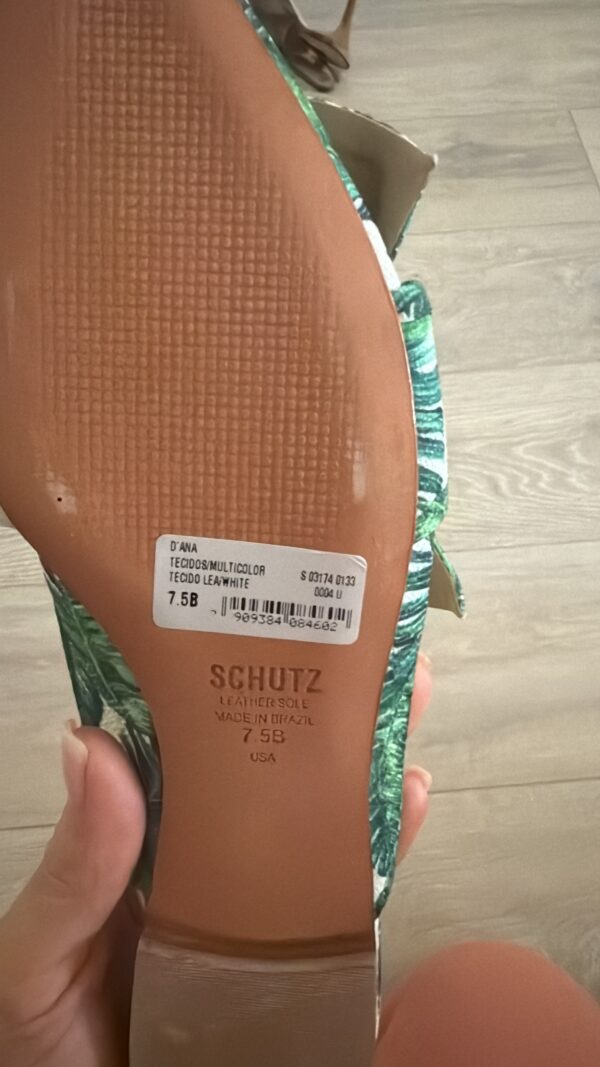 D'ANA
TECIDOS/MULTICOLOR
TECIDO LEA/WHITE
S 03174 0133
0004 U
7.5B
7 909384 084602
SCHUTZ
LEATHER SOLE
MADE IN BRAZIL
7.5B
USA